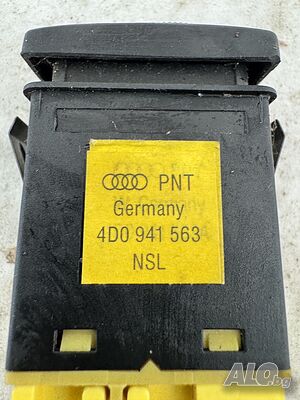 PNT
Germany
4D0 941 563
NSL
ALO.bg